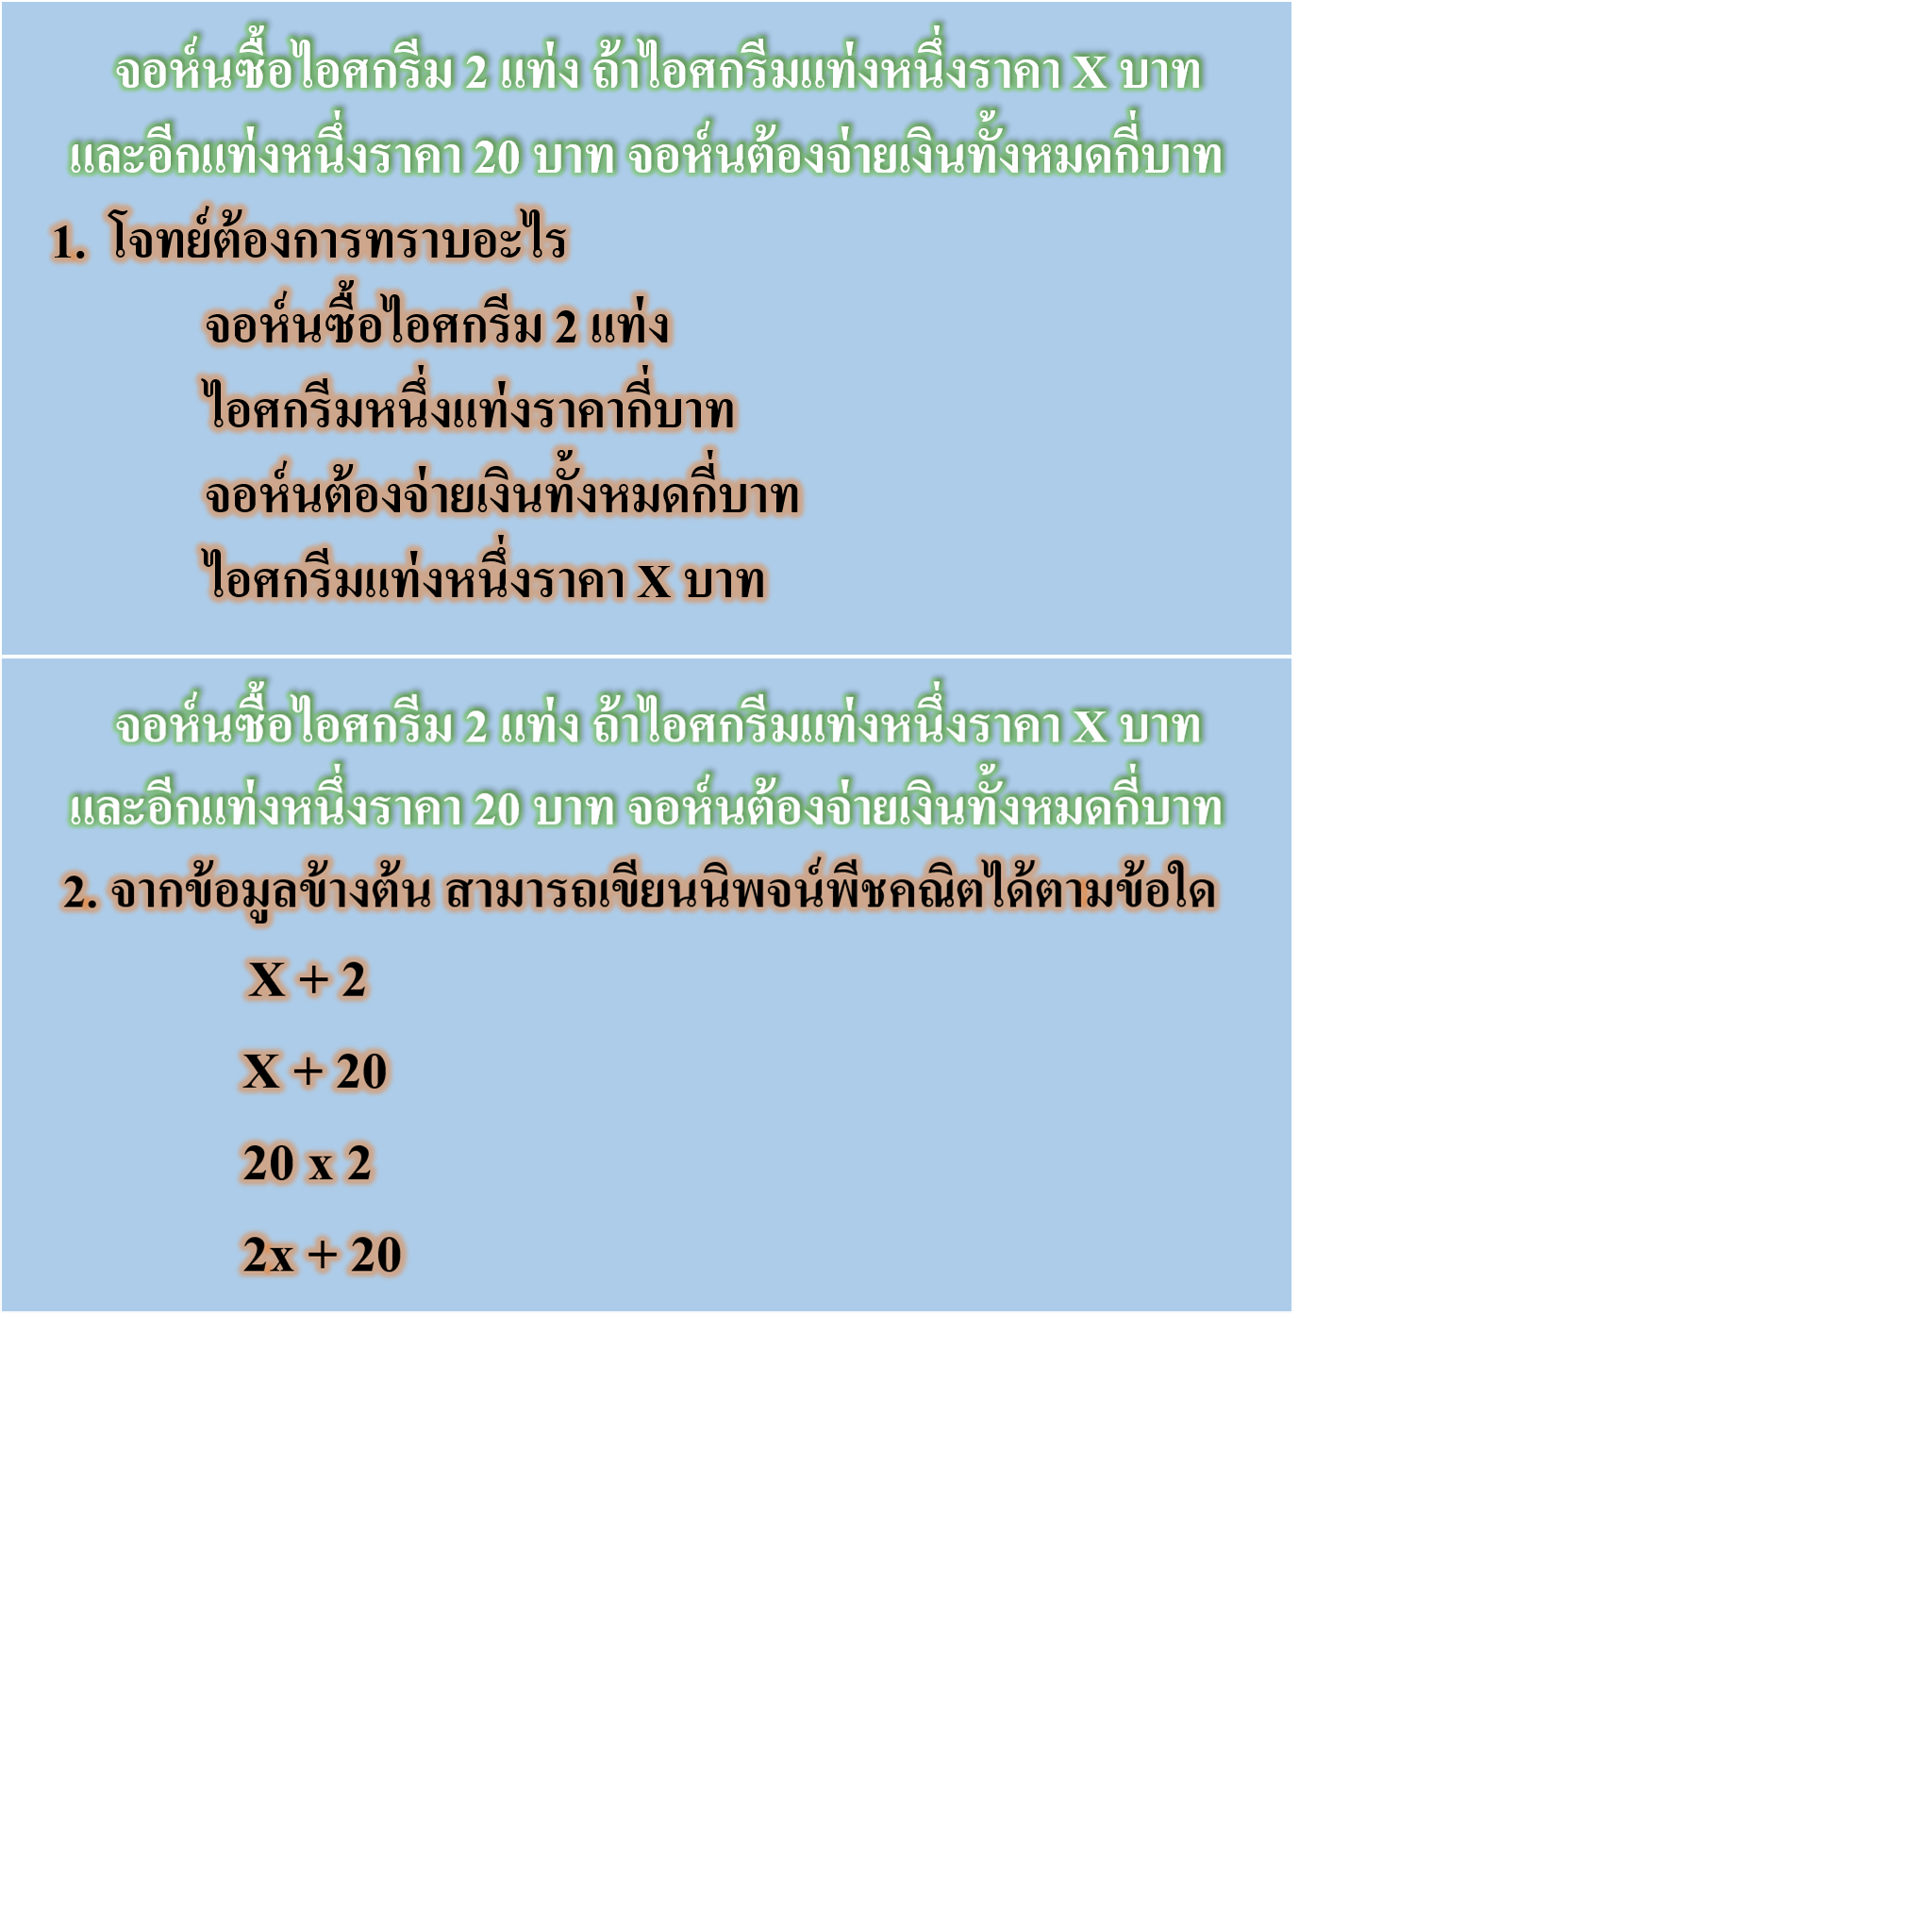 จอห์นซื้อไอศกรีม 2 แท่ง ถ้าไอศกรีมแท่งหนึ่งราคา X บาท
และอีกแท่งหนึ่งราคา 20 บาท จอห์นต้องจ่ายเงินทั้งหมดกี่บาท
1. โจทย์ต้องการทราบอะไร
จอห์นซื้อไอศกรีม 2 แท่ง
ไอศกรีมหนึ่งแท่งราคากี่บาท
จอห์นต้องจ่ายเงินทั้งหมดกี่บาท
ไอศกรีมแท่งหนึ่งราคา X บาท
จอห์นซื้อไอศกรีม 2 แท่ง ถ้าไอศกรีมแท่งหนึ่งราคา X บาท
และอีกแท่งหนึ่งราคา 20 บาท จอห์นต้องจ่ายเงินทั้งหมดกี่บาท
2. จากข้อมูลข้างต้น สามารถเขียนนิพจน์พีชคณิตได้ตามข้อใด
X + 2
X + 20
20 x 2
2x + 20